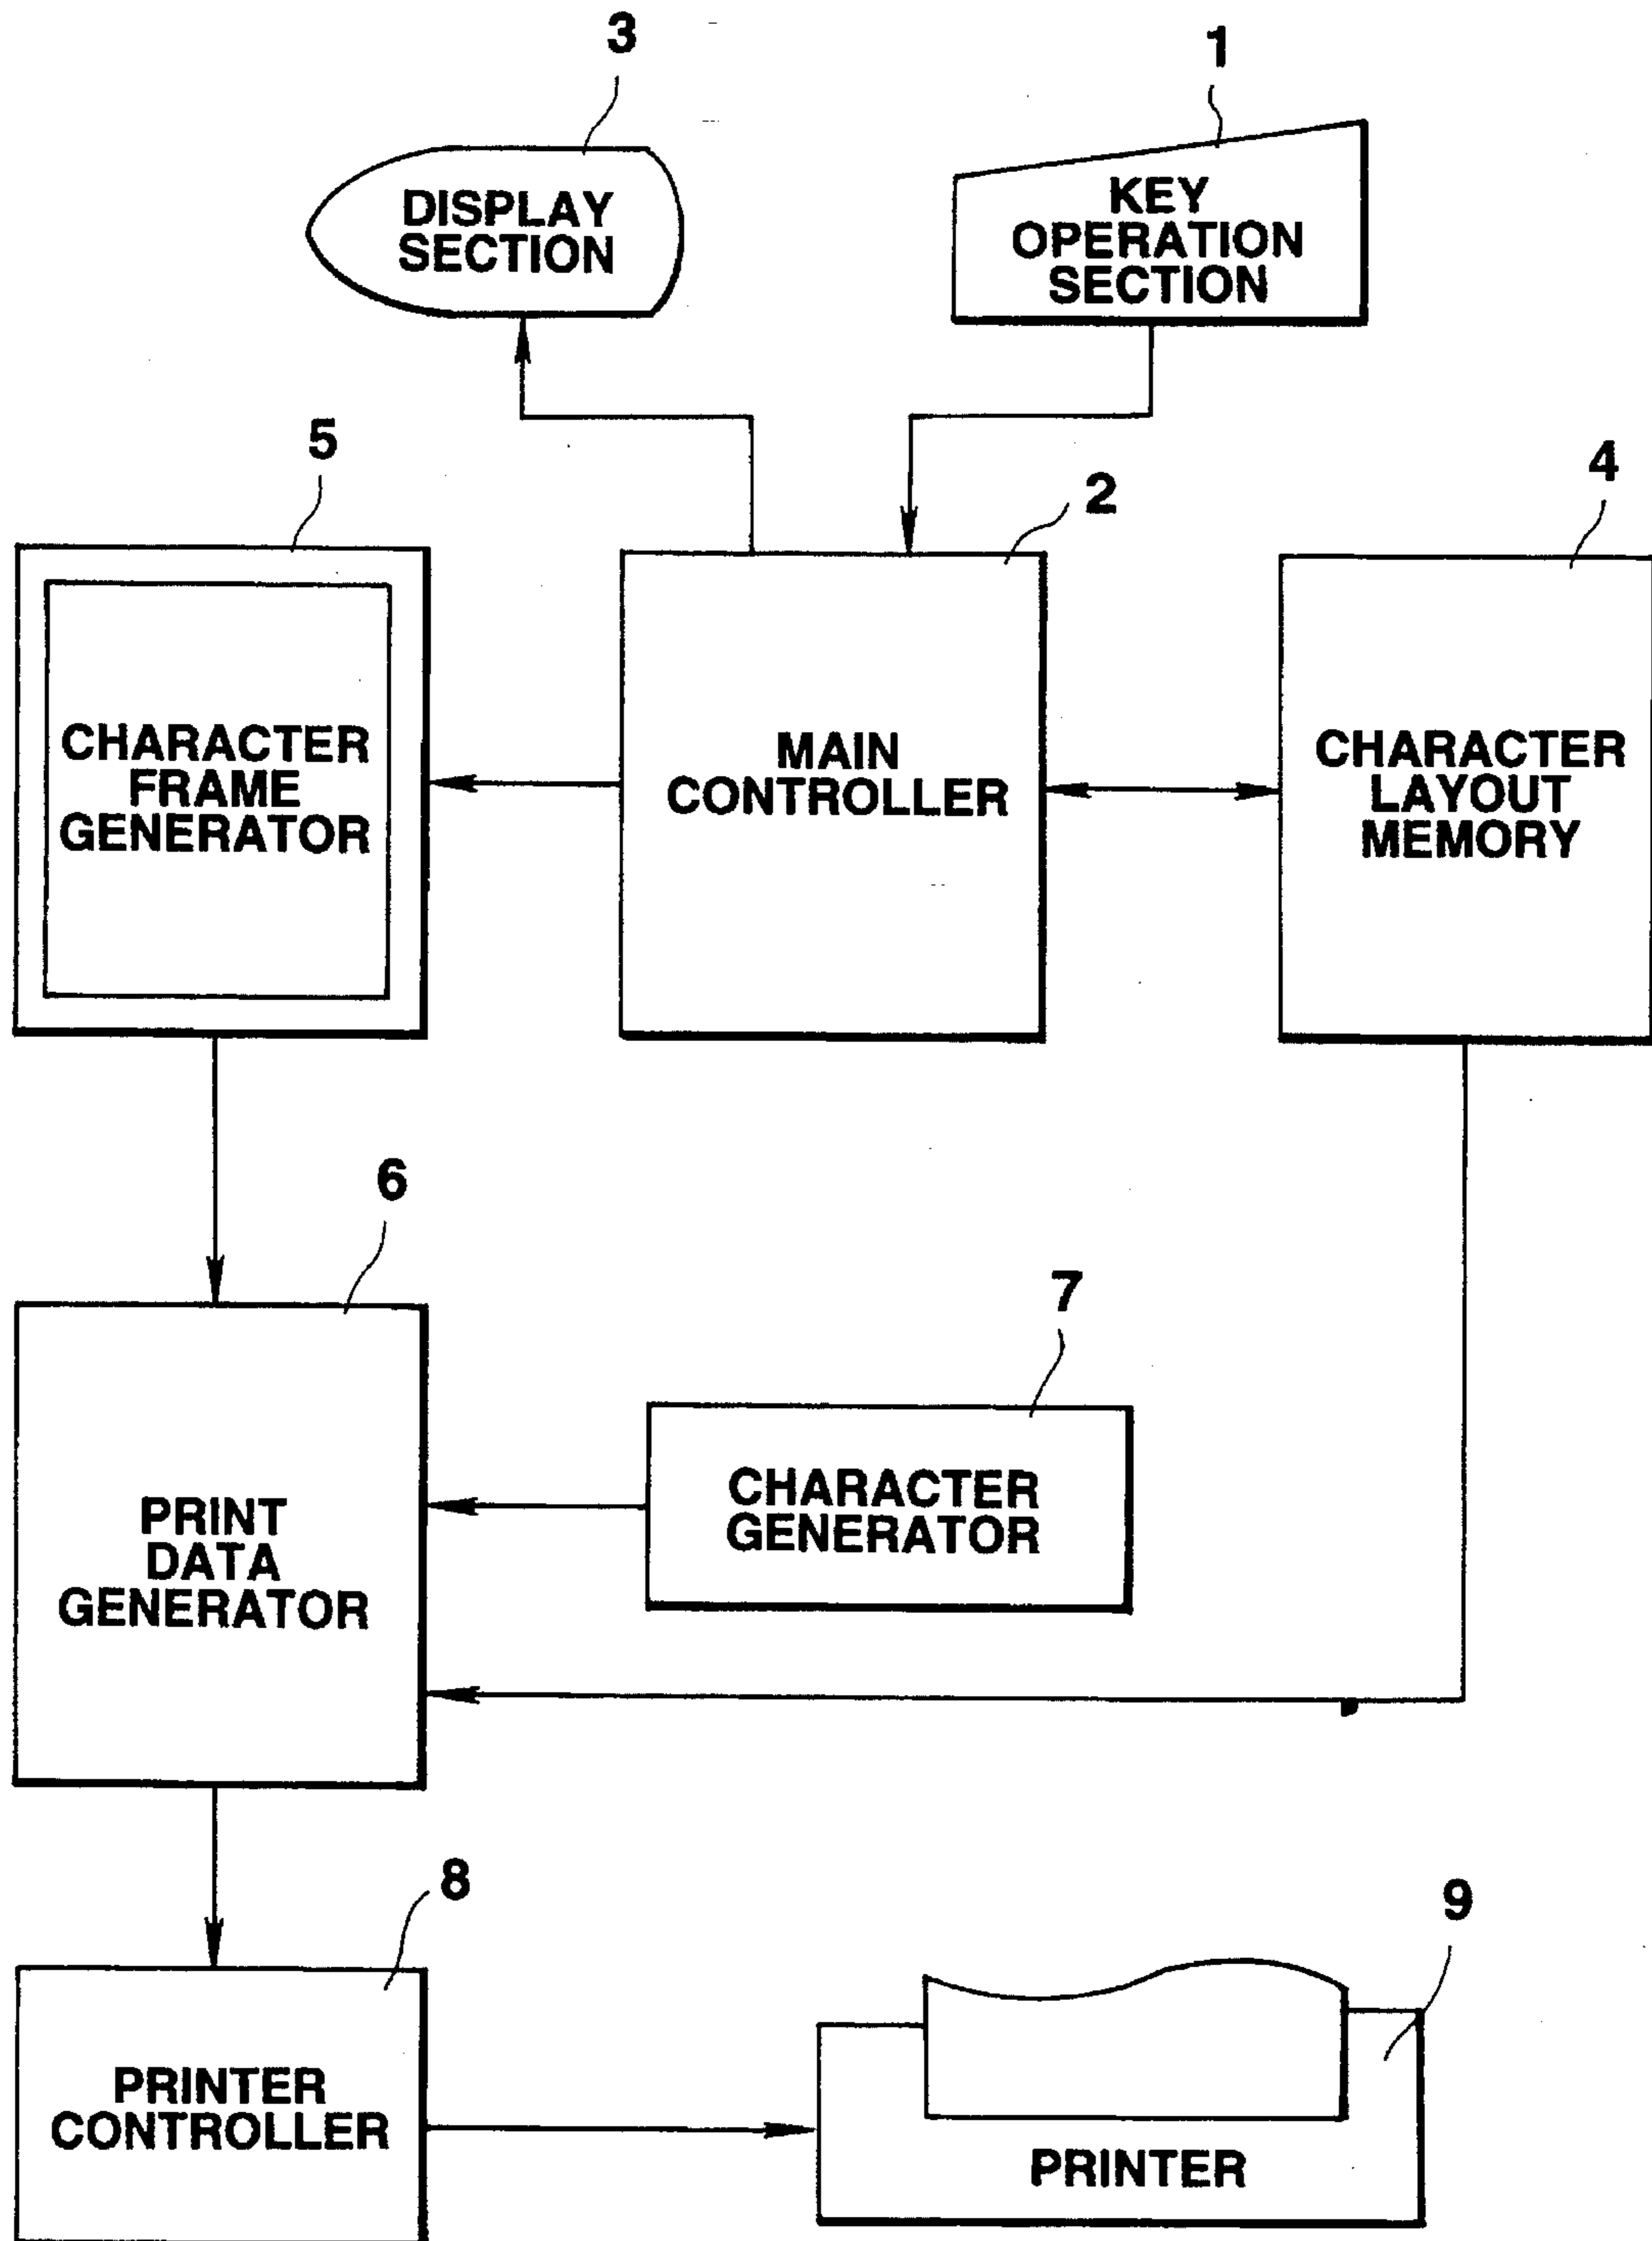 3
1
DISPLAY
SECTION
KEY
OPERATION
SECTION
5
2
4
CHARACTER
FRAME
GENERATOR
MAIN
CONTROLLER
CHARACTER
LAYOUT
MEMORY
6
7
PRINT
DATA
GENERATOR
CHARACTER
GENERATOR
8
9
PRINTER
CONTROLLER
PRINTER